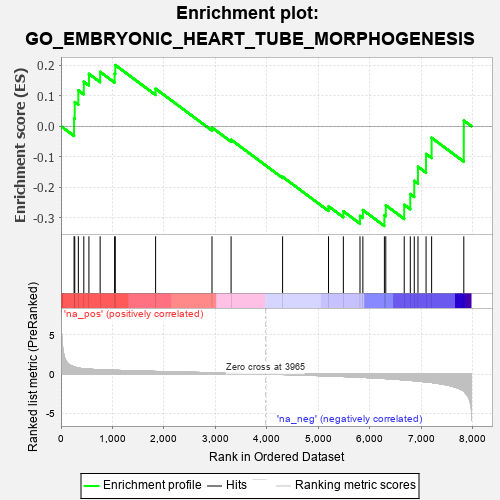 Enrichment plot:
GO_EMBRYONIC_HEART_TUBE_MORPHOGENESIS
Enrichment score (ES)
0.2
0.1
0.0
-0.1
-0.2
-0.3
'na_pos' (positively correlated)
Ranked list metric (PreRanked)
5
0
-5
Zero cross at 3965
'na_neg' (negatively correlated)
0
1,000
2,000
3,000
4,000
5,000
6,000
7,000
8,000
Rank in Ordered Dataset
Enrichment profile
Hits
Ranking metric scores